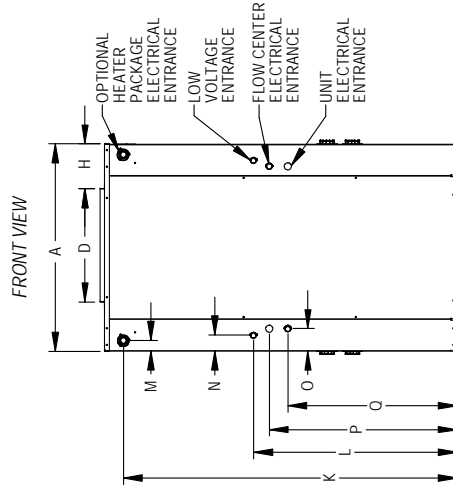 FRONT VIEW
A
D
H
OPTIONAL
HEATER
PACKAGE
ELECTRICAL
ENTRANCE
LOW
VOLTAGE
ENTRANCE
FLOW CENTER
ELECTRICAL
ENTRANCE
UNIT
ELECTRICAL
ENTRANCE
M
N
O
Q
P
L
K